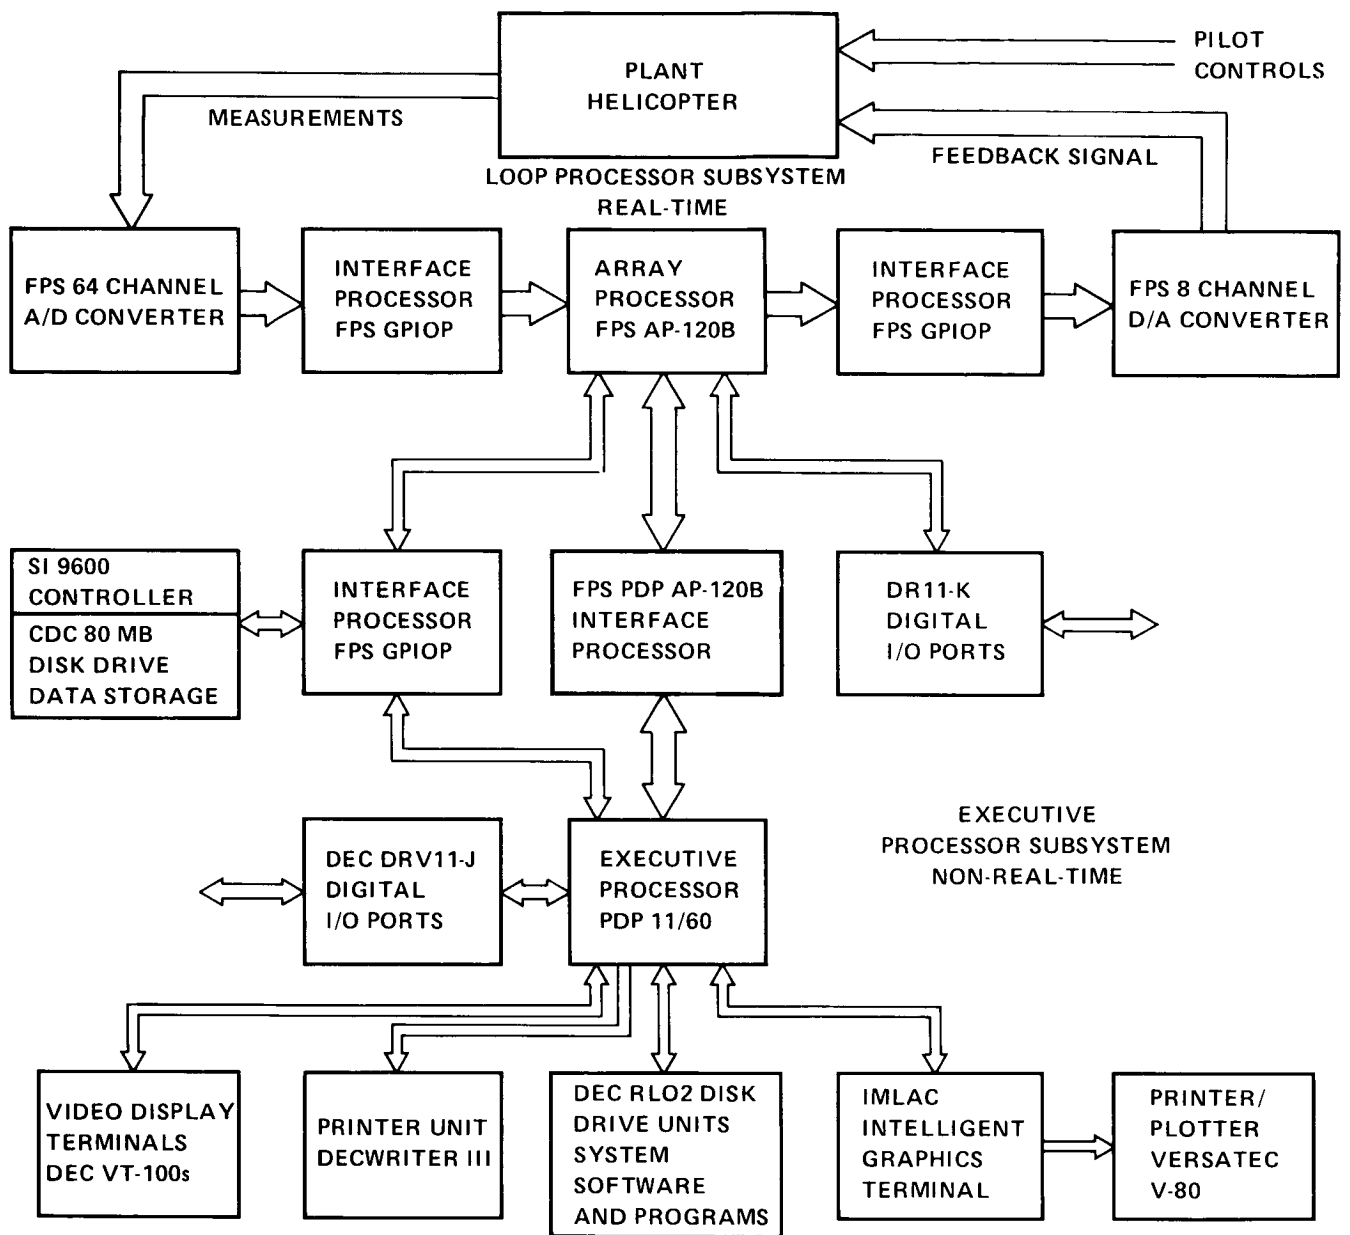 PLANT
HELICOPTER
PILOT
CONTROLS
MEASUREMENTS
FEEDBACK SIGNAL
LOOP PROCESSOR SUBSYSTEM
REAL-TIME
FPS 64 CHANNEL
A/D CONVERTER
INTERFACE
PROCESSOR
FPS GPIOP
ARRAY
PROCESSOR
FPS AP-120B
INTERFACE
PROCESSOR
FPS GPIOP
FPS 8 CHANNEL
D/A CONVERTER
SI 9600
CONTROLLER
CDC 80 MB
DISK DRIVE
DATA STORAGE
INTERFACE
PROCESSOR
FPS GPIOP
FPS PDP AP-120B
INTERFACE
PROCESSOR
DR11-K
DIGITAL
I/O PORTS
DEC DRV11-J
DIGITAL
I/O PORTS
EXECUTIVE
PROCESSOR
PDP 11/60
EXECUTIVE
PROCESSOR SUBSYSTEM
NON-REAL-TIME
VIDEO DISPLAY
TERMINALS
DEC VT-100s
PRINTER UNIT
DECWRITER III
DEC RLO2 DISK
DRIVE UNITS
SYSTEM
SOFTWARE
AND PROGRAMS
IMLAC
INTELLIGENT
GRAPHICS
TERMINAL
PRINTER/
PLOTTER
VERSATEC
V-80